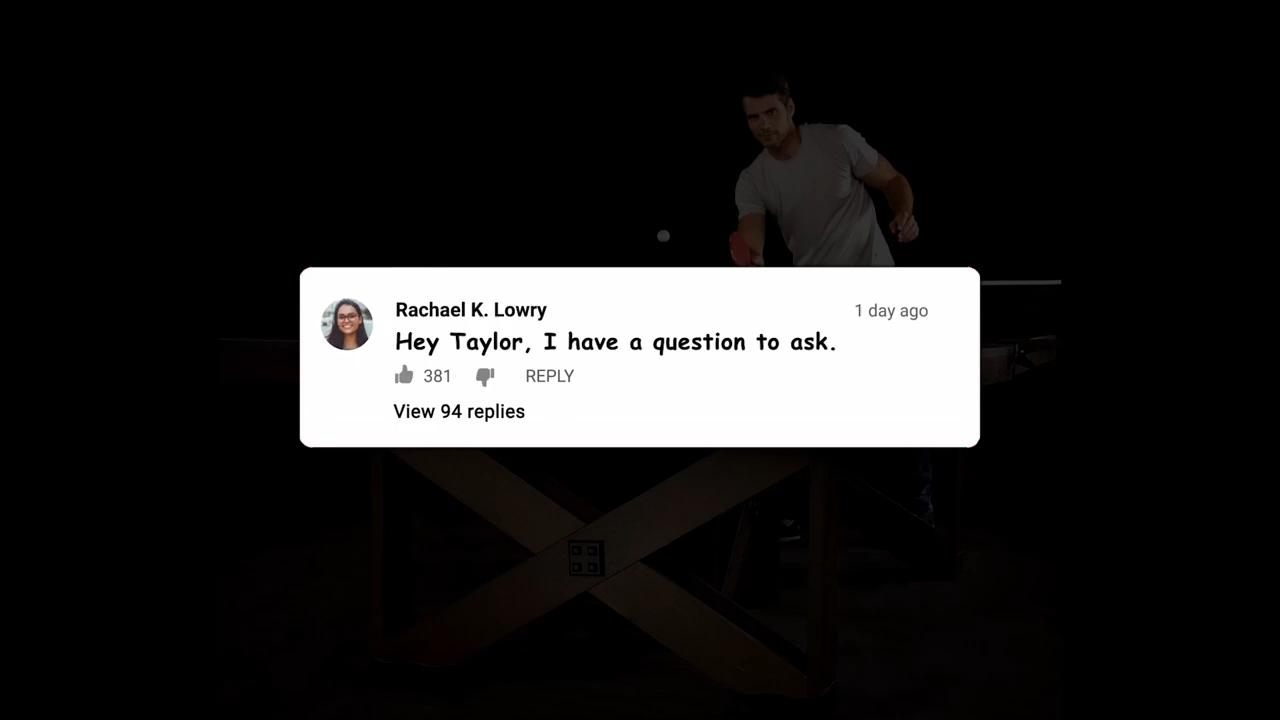 Rachael K. Lowry 1 day ago
Hey Taylor, I have a question to ask.
381 REPLY
View 94 replies